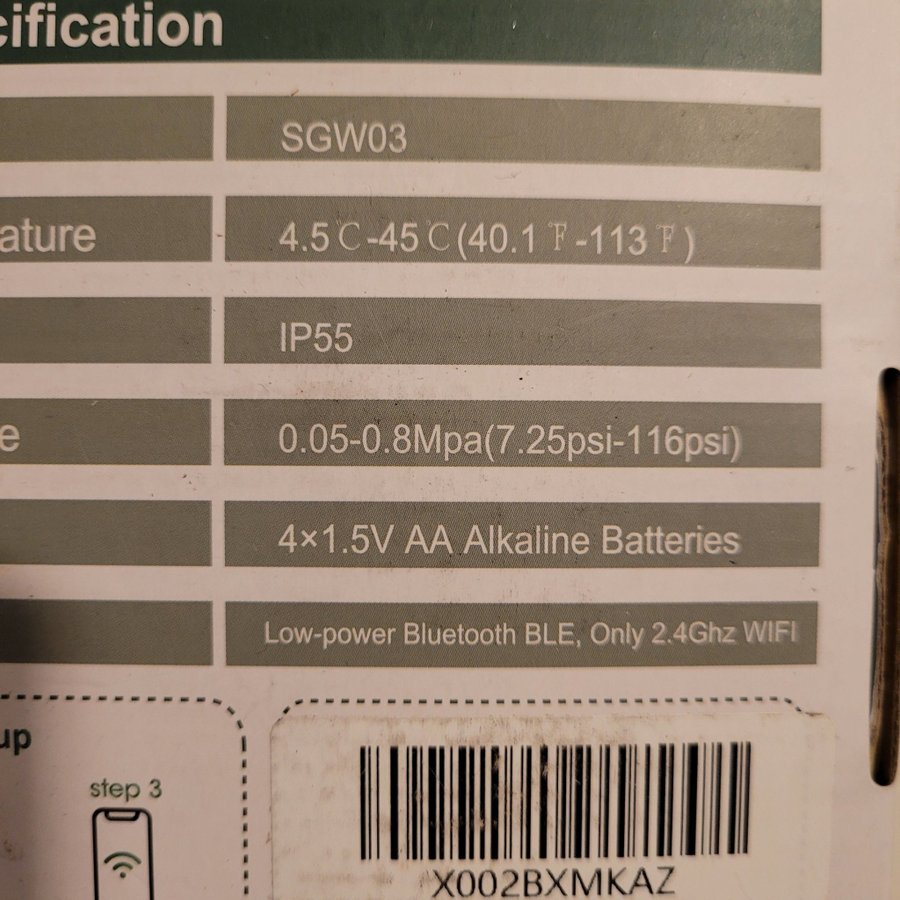 cification
SGW03
ature 4.5℃-45℃(40.1℉-113℉)
IP55
e 0.05-0.8Mpa(7.25psi-116psi)
4×1.5V AA Alkaline Batteries
Low-power Bluetooth BLE, Only 2.4Ghz WIFI
up
step 3
X002BXMKAZ